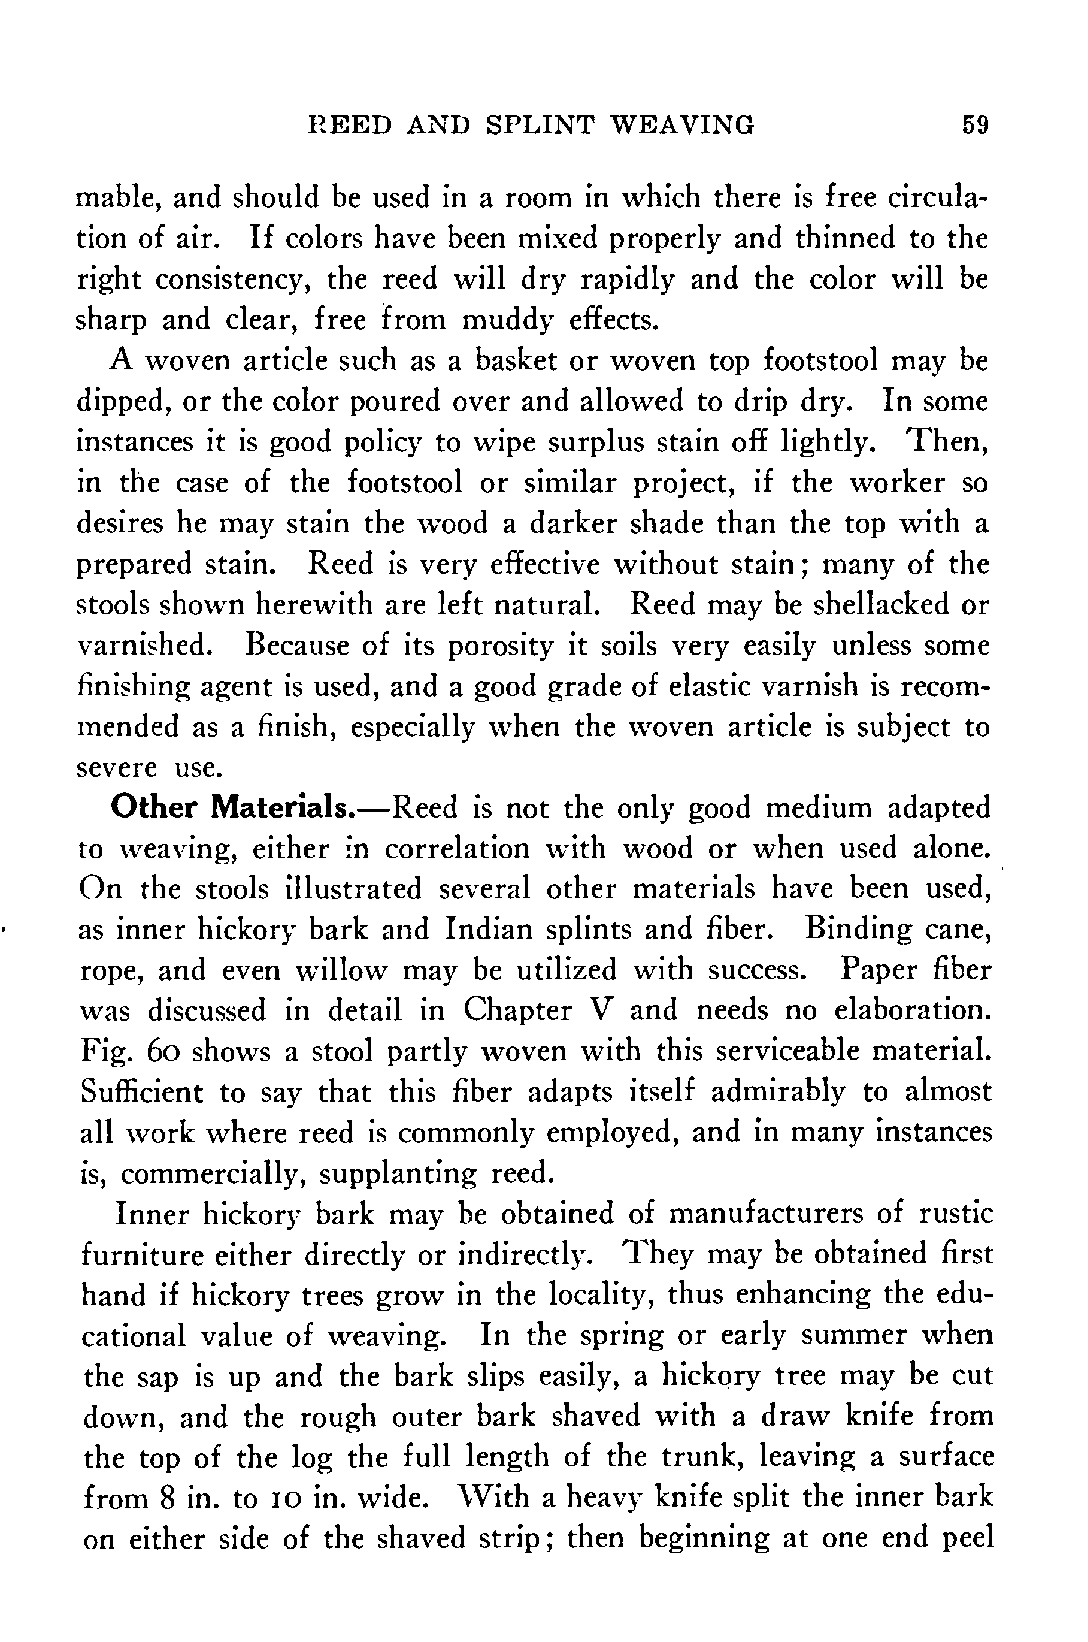 REED AND SPLINT WEAVING 59
mable, and should be used in a room in which there is free circula-
tion of air. If colors have been mixed properly and thinned to the
right consistency, the reed will dry rapidly and the color will be
sharp and clear, free from muddy effects.
A woven article such as a basket or woven top footstool may be
dipped, or the color poured over and allowed to drip dry. In some
instances it is good policy to wipe surplus stain off lightly. Then,
in the case of the footstool or similar project, if the worker so
desires he may stain the wood a darker shade than the top with a
prepared stain. Reed is very effective without stain; many of the
stools shown herewith are left natural. Reed may be shellacked or
varnished. Because of its porosity it soils very easily unless some
finishing agent is used, and a good grade of elastic varnish is recom-
mended as a finish, especially when the woven article is subject to
severe use.
Other Materials.—Reed is not the only good medium adapted
to weaving, either in correlation with wood or when used alone.
On the stools illustrated several other materials have been used,
as inner hickory bark and Indian splints and fiber. Binding cane,
rope, and even willow may be utilized with success. Paper fiber
was discussed in detail in Chapter V and needs no elaboration.
Fig. 60 shows a stool partly woven with this serviceable material.
Sufficient to say that this fiber adapts itself admirably to almost
all work where reed is commonly employed, and in many instances
is, commercially, supplanting reed.
Inner hickory bark may be obtained of manufacturers of rustic
furniture either directly or indirectly. They may be obtained first
hand if hickory trees grow in the locality, thus enhancing the edu-
cational value of weaving. In the spring or early summer when
the sap is up and the bark slips easily, a hickory tree may be cut
down, and the rough outer bark shaved with a draw knife from
the top of the log the full length of the trunk, leaving a surface
from 8 in. to 10 in. wide. With a heavy knife split the inner bark
on either side of the shaved strip; then beginning at one end peel